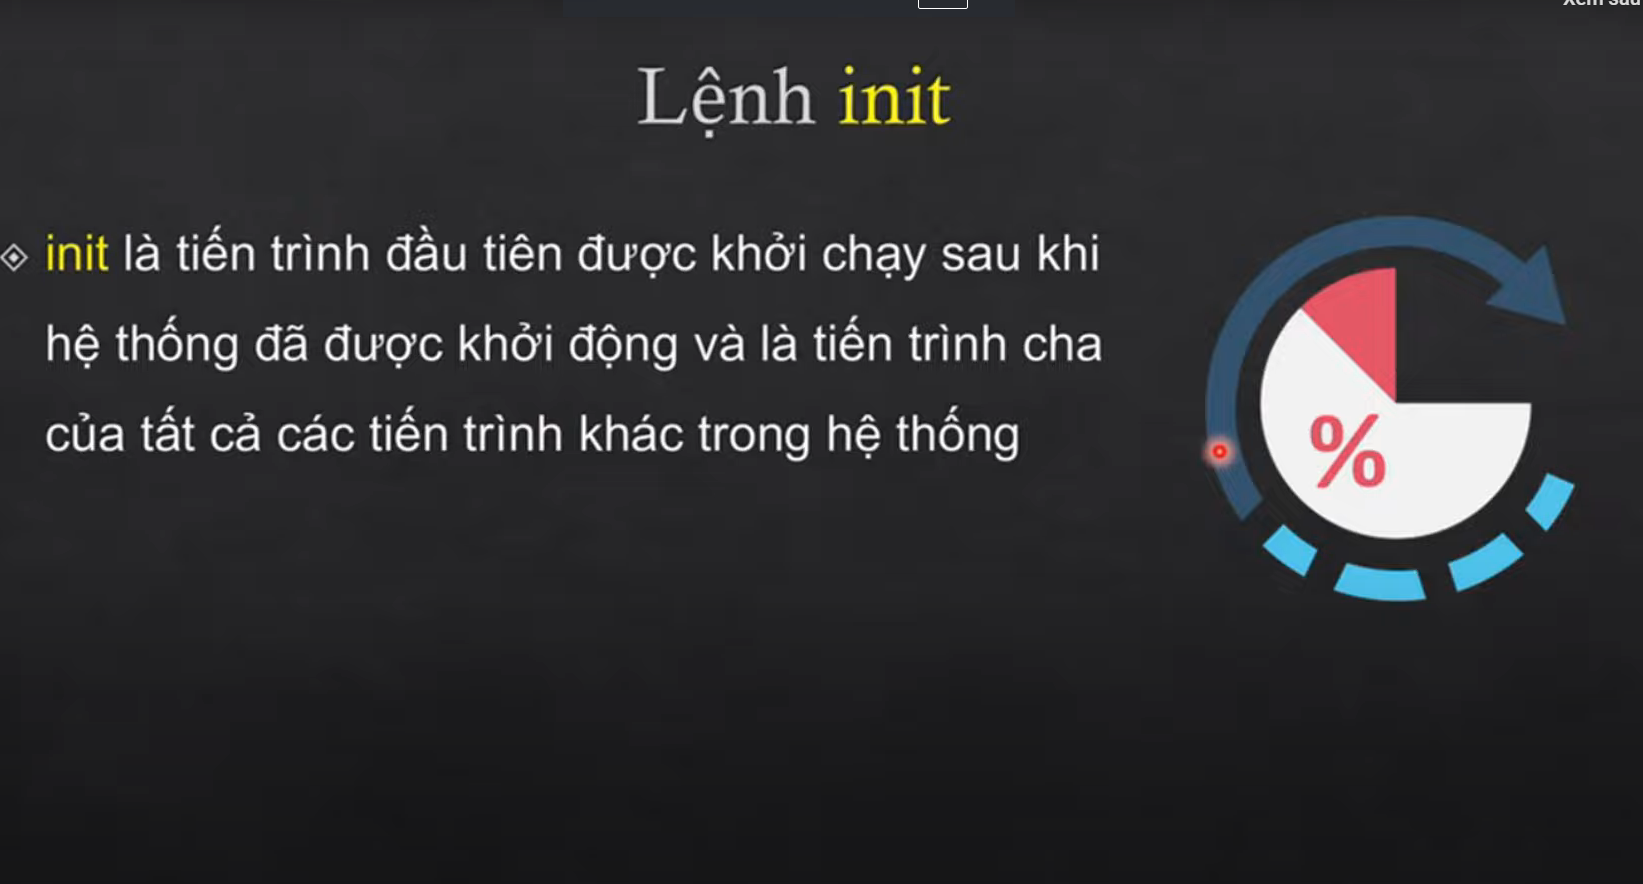 Lệnh init
init là tiến trình đầu tiên được khởi chạy sau khi
hệ thống đã được khởi động và là tiến trình cha
của tất cả các tiến trình khác trong hệ thống
%